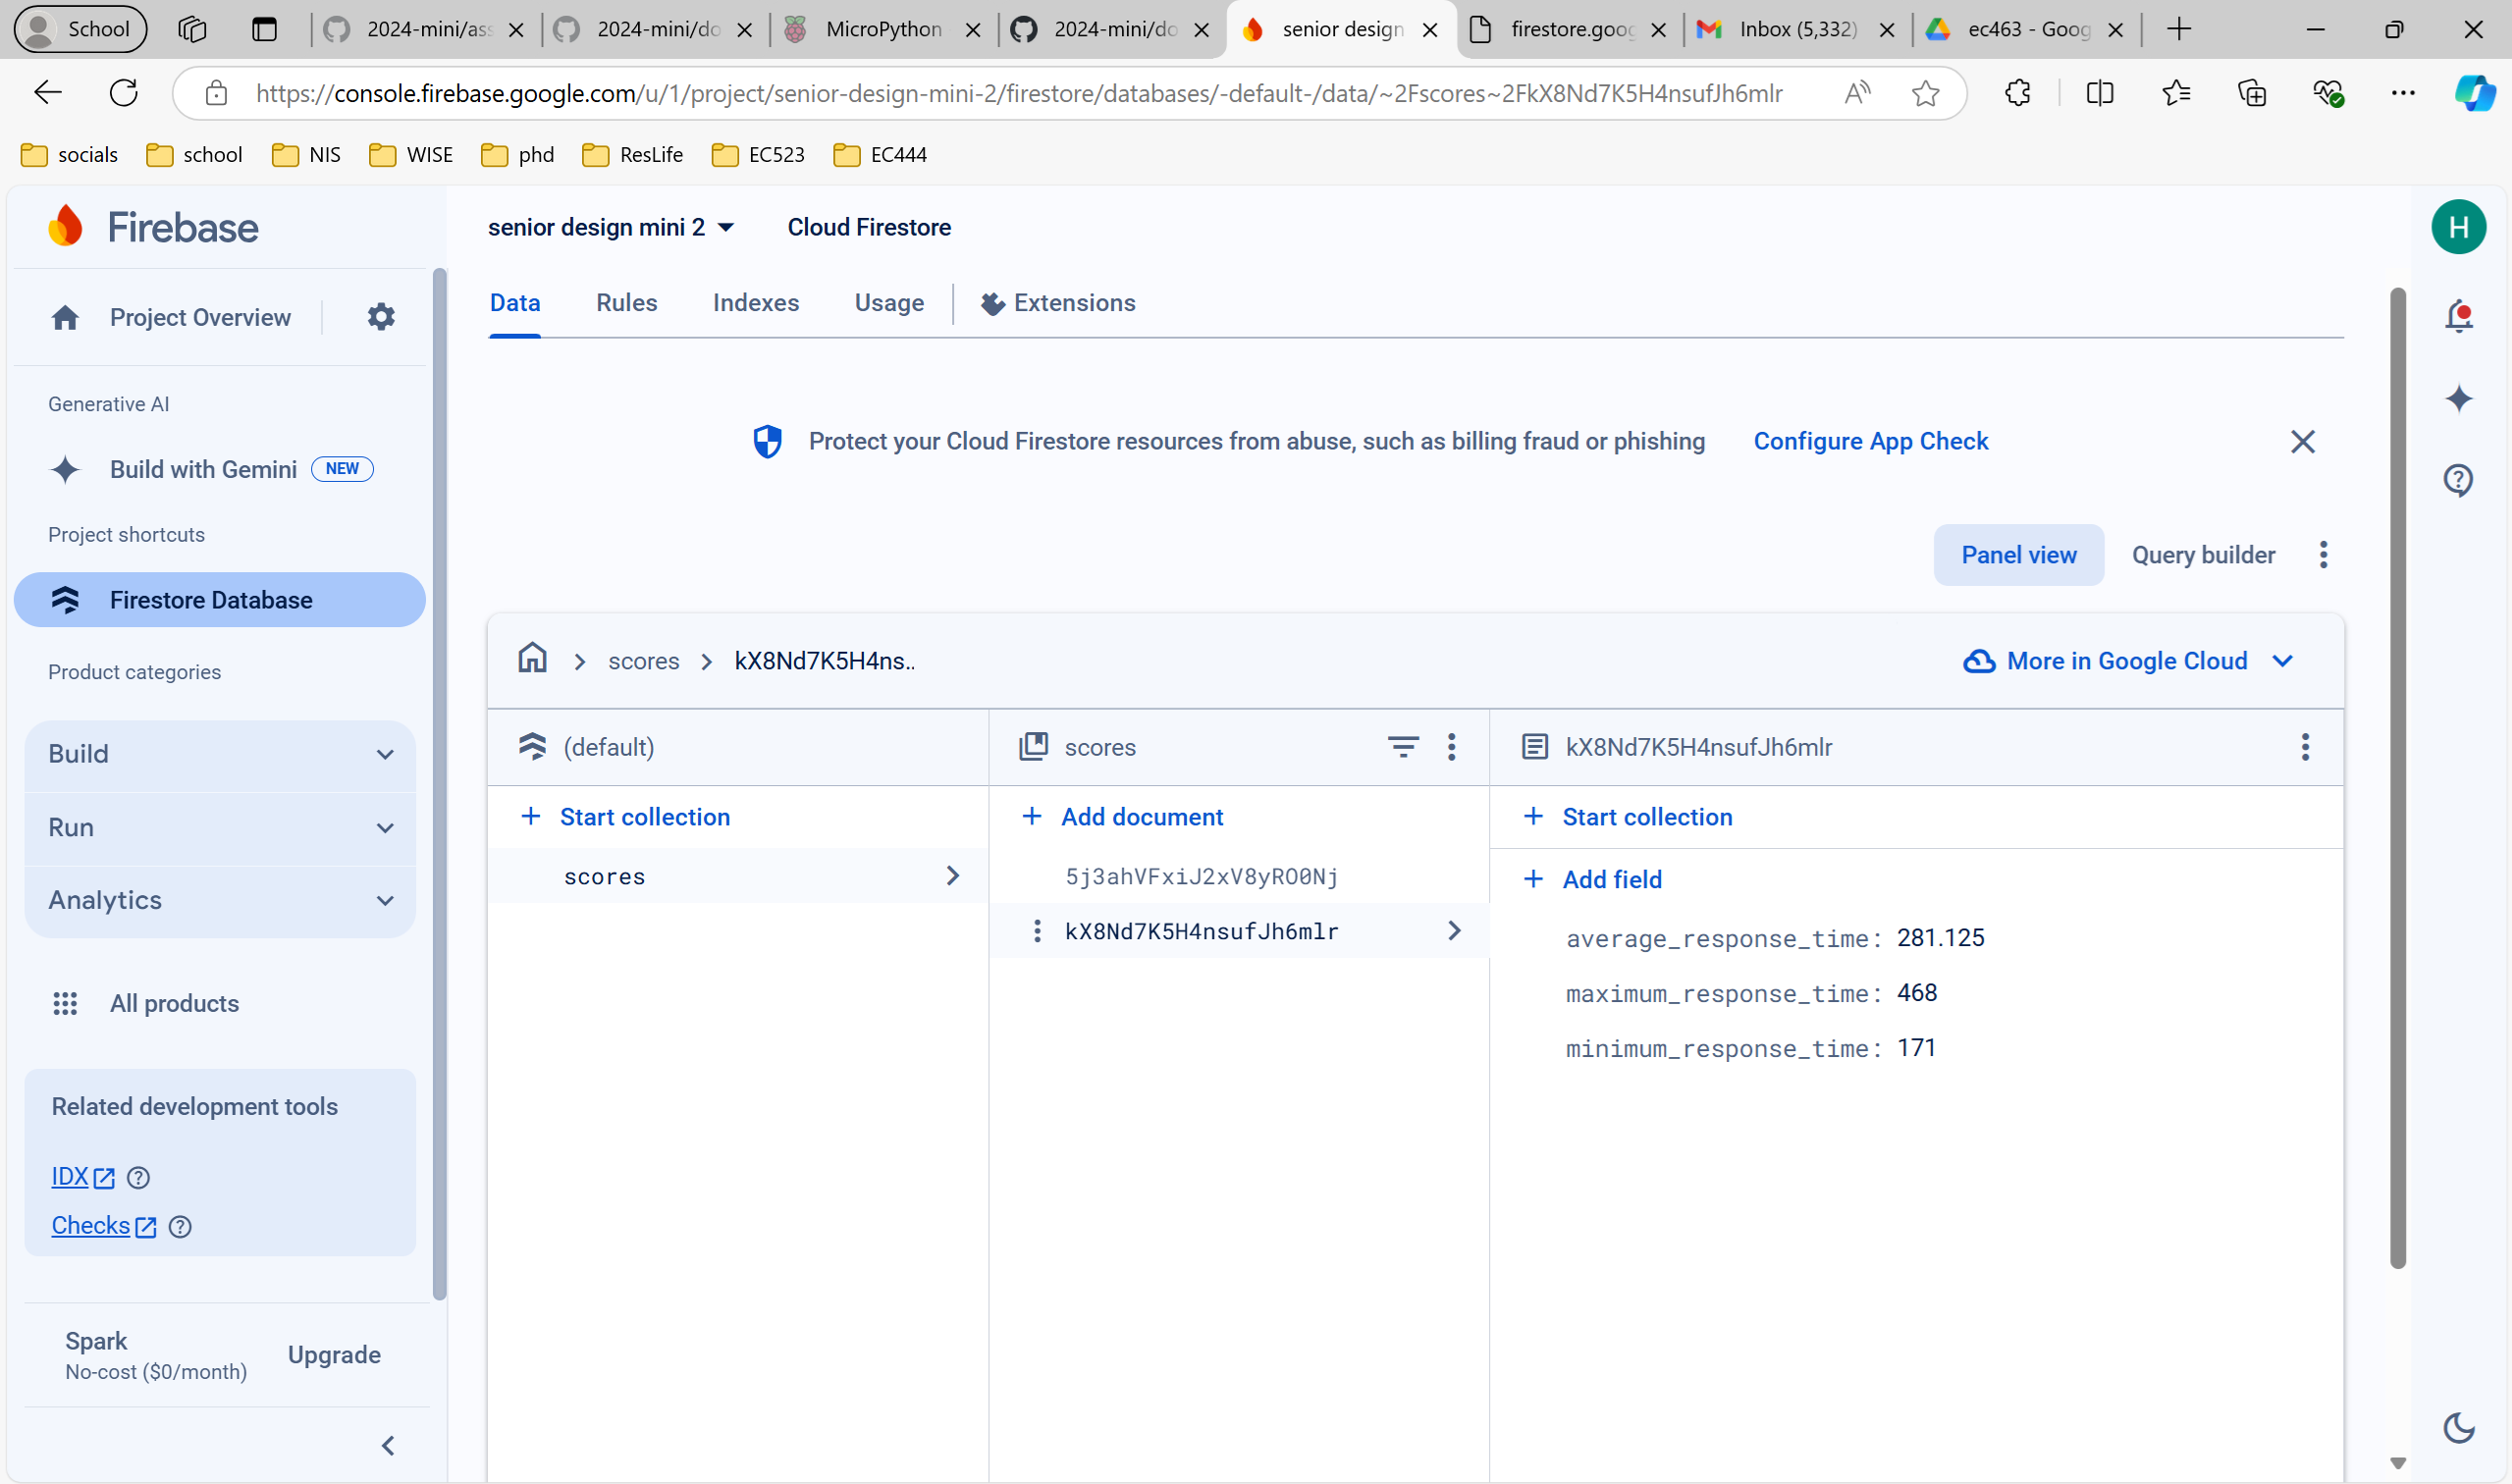 School
2024-mini/ass
2024-mini/do
MicroPython
2024-mini/do
senior design
firestore.goog
Inbox (5,332)
ec463 - Goog
https://console.firebase.google.com/u/1/project/senior-design-mini-2/firestore/databases/-default-/data/~2Fscores~2FkX8Nd7K5H4nsufJh6mlr
socials
school
NIS
WISE
phd
ResLife
EC523
EC444
Firebase
Project Overview
Generative AI
Build with Gemini NEW
Project shortcuts
Firestore Database
Product categories
Build
Run
Analytics
All products
Related development tools
IDX
Checks
Spark
No-cost ($0/month)
Upgrade
senior design mini 2
Cloud Firestore
H
Data
Rules
Indexes
Usage
Extensions
Protect your Cloud Firestore resources from abuse, such as billing fraud or phishing
Configure App Check
Panel view
Query builder
scores
kX8Nd7K5H4ns..
More in Google Cloud
(default)
Start collection
scores
scores
Add document
5j3ahVFxiJ2xV8yRO0Nj
kX8Nd7K5H4nsufJh6mlr
kX8Nd7K5H4nsufJh6mlr
Start collection
Add field
average_response_time: 281.125
maximum_response_time: 468
minimum_response_time: 171